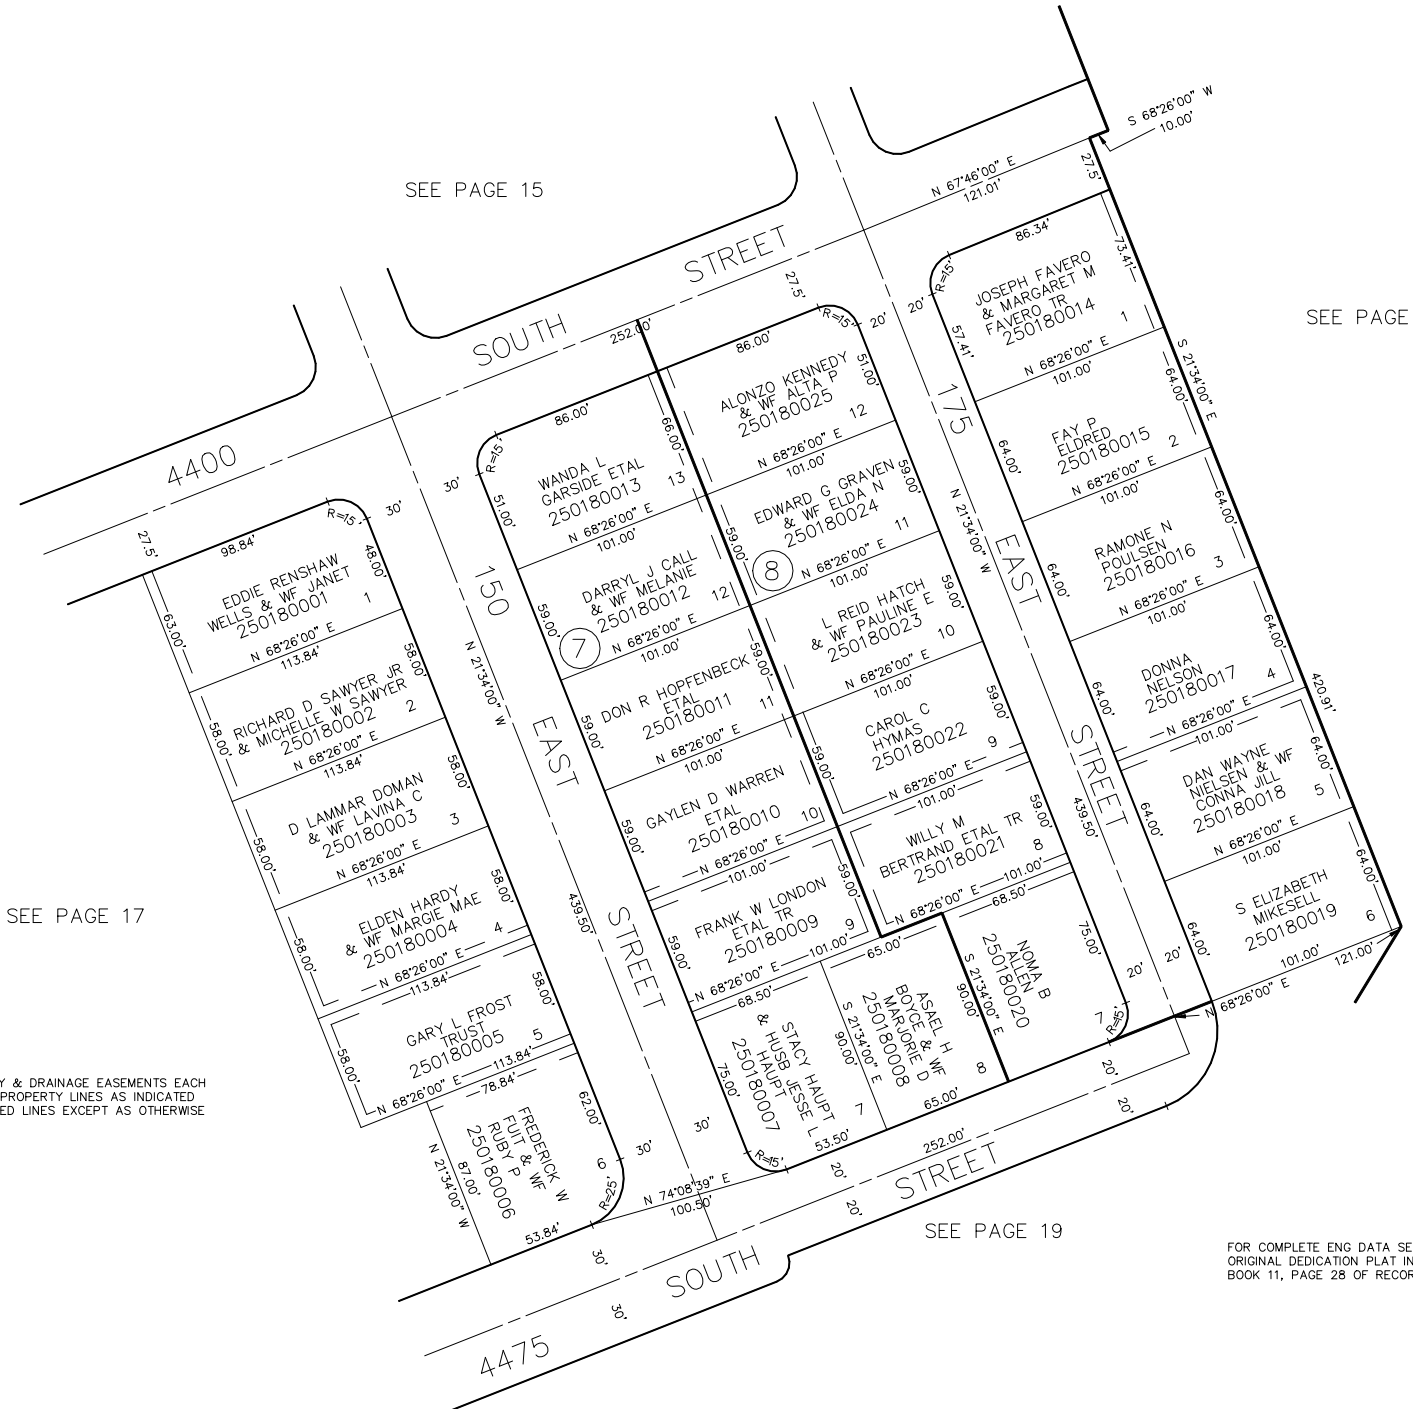 S 68°26'00" W
10.00'
SEE PAGE 15
N 67°46'00" E
121.01'
27.5'
4400
SOUTH
STREET
252.00'
27.5'
SEE PAGE
86.34'
R=15'
73.41'
JOSEPH FAVERO
& MARGARET M
FAVERO TR
250180014
1
57.41'
N 68°26'00" E
101.00'
S 21°34'00" E
420.91'
64.00'
FAY P
ELDRED
250180015
2
64.00'
N 68°26'00" E
101.00'
64.00'
RAMONE N
POULSEN
250180016
3
64.00'
N 68°26'00" E
101.00'
64.00'
DONNA
NELSON
250180017
4
64.00'
N 68°26'00" E
101.00'
64.00'
DAN WAYNE
NIELSEN & WF
CONNA JILL
250180018
5
64.00'
N 68°26'00" E
101.00'
64.00'
S ELIZABETH
MIKESELL
250180019
6
64.00'
101.00'
121.00'
N 68°26'00" E
20'
20'
175
EAST
STREET
N 21°34'00" W
439.50'
20'
20'
86.00'
R=15'
51.00'
ALONZO KENNEDY
& WF ALTA P
250180025
12
N 68°26'00" E
101.00'
59.00'
EDWARD G GRAVEN
& WF ELDA N
250180024
11
59.00'
8
N 68°26'00" E
101.00'
59.00'
L REID HATCH
& WF PAULINE E
250180023
10
59.00'
N 68°26'00" E
101.00'
59.00'
CAROL C
HYMAS
250180022
9
59.00'
N 68°26'00" E
101.00'
59.00'
WILLY M
BERTRAND ETAL TR
250180021
8
59.00'
N 68°26'00" E
101.00'
68.50'
NOMA B
ALLEN
250180020
7
75.00'
R=15'
S 21°34'00" E
90.00'
86.00'
R=15'
66.00'
WANDA L
GARSIDE ETAL
250180013
13
51.00'
N 68°26'00" E
101.00'
DARRYL J CALL
& WF MELANIE
250180012
12
59.00'
7
N 68°26'00" E
101.00'
DON R HOPFENBECK
ETAL
250180011
11
59.00'
N 68°26'00" E
101.00'
GAYLEN D WARREN
ETAL
250180010
10
59.00'
N 68°26'00" E
101.00'
FRANK W LONDON
ETAL TR
250180009
9
59.00'
N 68°26'00" E
101.00'
65.00'
68.50'
ASAEL H
BOYCE & WF
MARJORIE D
250180008
8
65.00'
S 21°34'00" E
90.00'
STACY HAUPT
& HUSB JESSE L
HAUPT
250180007
7
75.00'
53.50'
R=15'
30'
30'
150
EAST
STREET
N 21°34'00" W
439.50'
30'
30'
27.5'
98.84'
R=15'
48.00'
EDDIE RENSHAW
WELLS & WF JANET
250180001
1
63.00'
N 68°26'00" E
113.84'
58.00'
RICHARD D SAWYER JR
& MICHELLE W SAWYER
250180002
2
58.00'
N 68°26'00" E
113.84'
58.00'
D LAMMAR DOMAN
& WF LAVINA C
250180003
3
58.00'
N 68°26'00" E
113.84'
58.00'
ELDEN HARDY
& WF MARGIE MAE
250180004
4
58.00'
N 68°26'00" E
113.84'
58.00'
GARY L FROST
TRUST
250180005
5
58.00'
N 68°26'00" E
113.84'
78.84'
FREDERICK W
FUIT & WF
RUBY P
250180006
6
62.00'
N 21°34'00" W
87.00'
53.84'
R=25'
N 74°08'39" E
100.50'
SEE PAGE 17
Y & DRAINAGE EASEMENTS EACH
PROPERTY LINES AS INDICATED
ED LINES EXCEPT AS OTHERWISE
4475
SOUTH
STREET
252.00'
30'
30'
20'
20'
20'
20'
SEE PAGE 19
FOR COMPLETE ENG DATA SE
ORIGINAL DEDICATION PLAT IN
BOOK 11, PAGE 28 OF RECOR